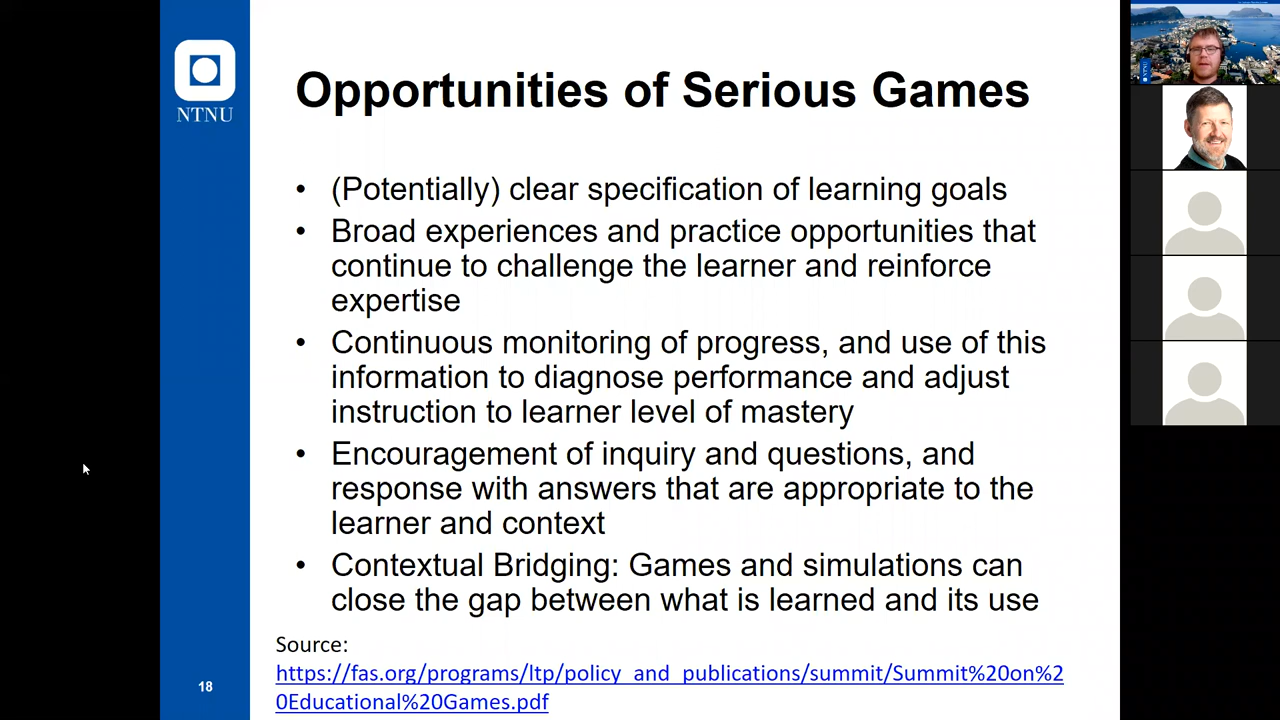 NTNU
Opportunities of Serious Games
• (Potentially) clear specification of learning goals
• Broad experiences and practice opportunities that
continue to challenge the learner and reinforce
expertise
• Continuous monitoring of progress, and use of this
information to diagnose performance and adjust
instruction to learner level of mastery
• Encouragement of inquiry and questions, and
response with answers that are appropriate to the
learner and context
• Contextual Bridging: Games and simulations can
close the gap between what is learned and its use
Source:
https://fas.org/programs/ltp/policy_and_publications/summit/Summit%20on%2
0Educational%20Games.pdf
18